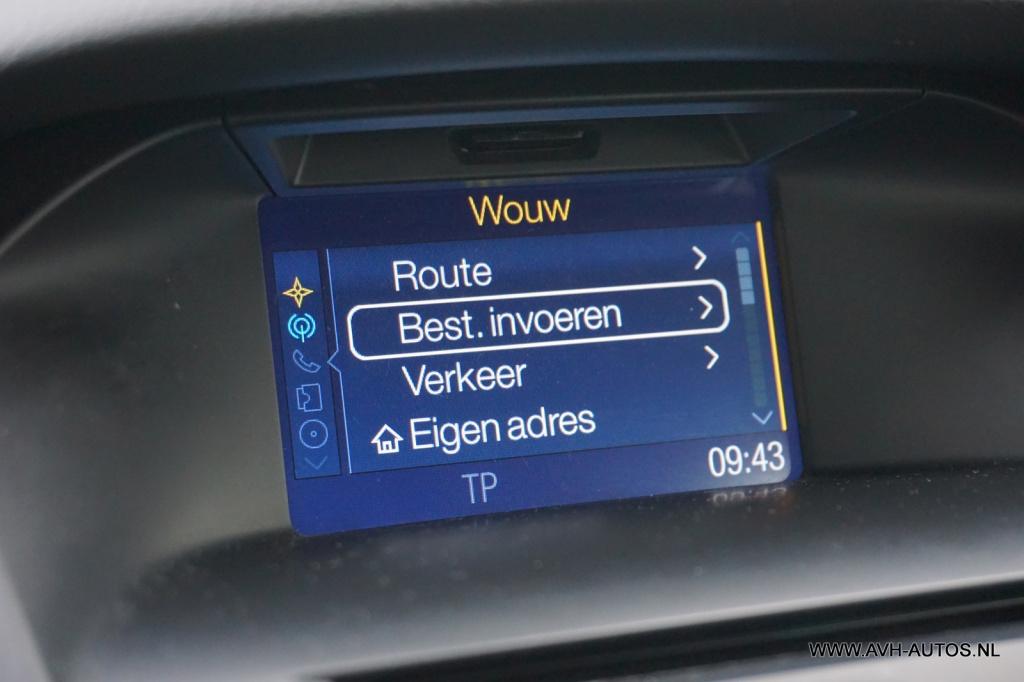 Wouw
Route
Best. invoeren
Verkeer
Eigen adres
TP
09:43
WWW.AVH-AUTOS.NL